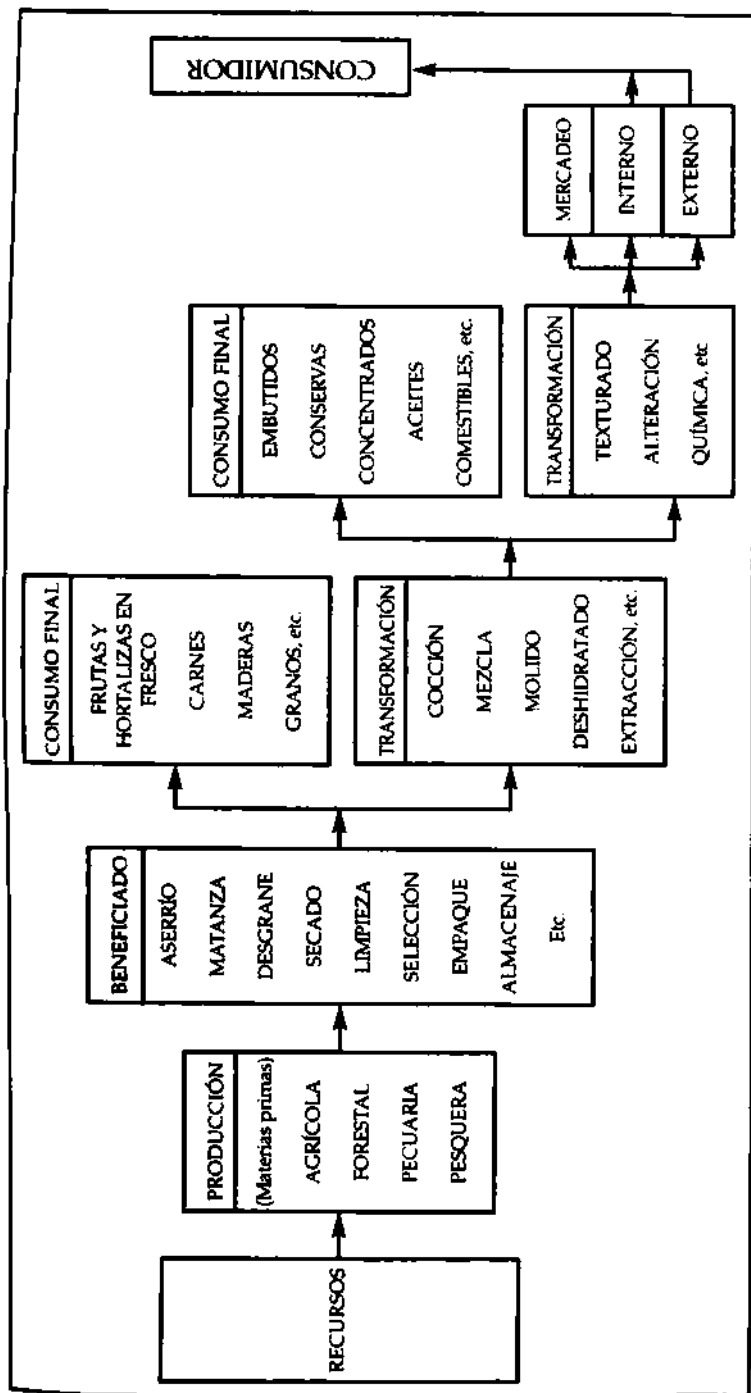 RECURSOS
PRODUCCIÓN
(Materias primas)
AGRÍCOLA
FORESTAL
PECUARIA
PESQUERA
BENEFICIADO
ASERRÍO
MATANZA
DESGRANE
SECADO
LIMPIEZA
SELECCIÓN
EMPAQUE
ALMACENAJE
Etc.
CONSUMO FINAL
FRUTAS Y
HORTALIZAS EN
FRESCO
CARNES
MADERAS
GRANOS, etc.
TRANSFORMACIÓN
COCCIÓN
MEZCLA
MOLIDO
DESHIDRATADO
EXTRACCIÓN, etc.
CONSUMO FINAL
EMBUTIDOS
CONSERVAS
CONCENTRADOS
ACEITES
COMESTIBLES, etc.
TRANSFORMACIÓN
TEXTURADO
ALTERACIÓN
QUÍMICA, etc
MERCADEO
INTERNO
EXTERNO
CONSUMIDOR